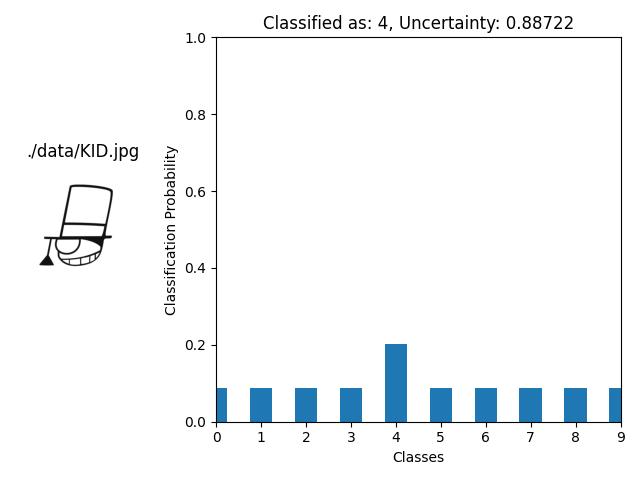 Classified as: 4, Uncertainty: 0.88722
./data/KID.jpg
Classification Probability
1.0
0.8
0.6
0.4
0.2
0.0
0 1 2 3 4 5 6 7 8 9
Classes